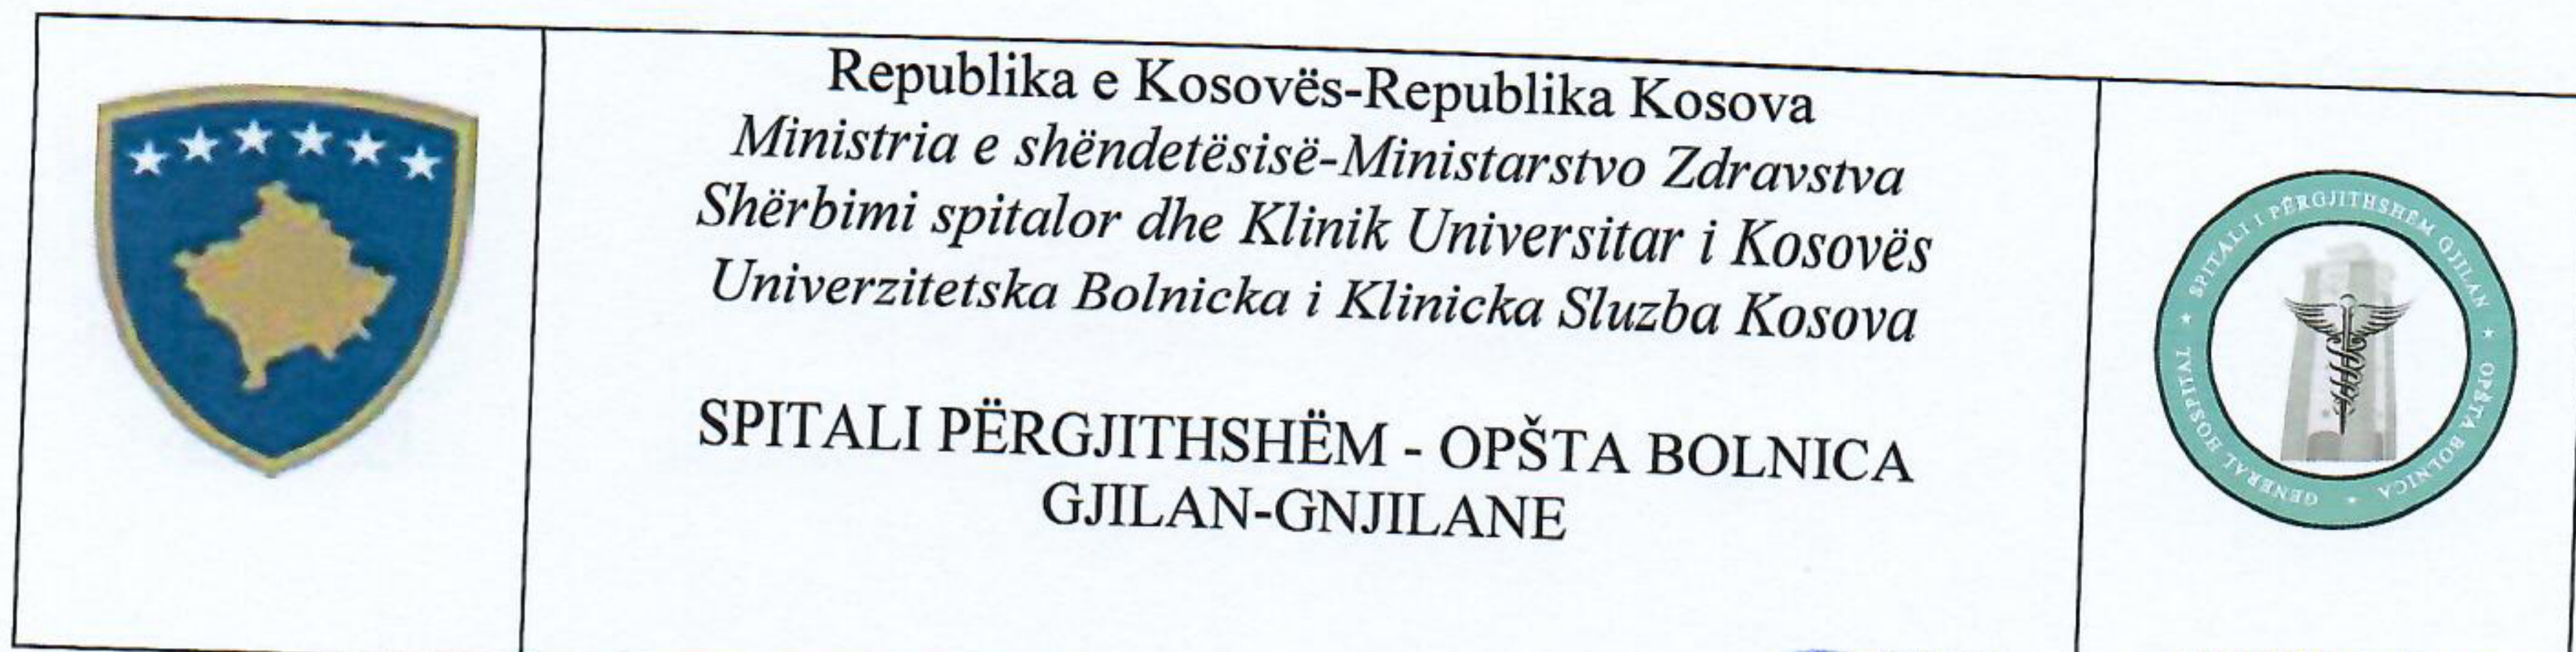 Republika e Kosovës-Republika Kosova
Ministria e shëndetësisë-Ministarstvo Zdravstva
Shërbimi spitalor dhe Klinik Universitar i Kosovës
Univerzitetska Bolnicka i Klinicka Sluzba Kosova
SPITALI PËRGJITHSHËM - OPŠTA BOLNICA
GJILAN-GNJILANE
SPITALI I PËRGJITHSHËM GJILAN
OPŠTA BOLNICA
GENERAL HOSPITAL